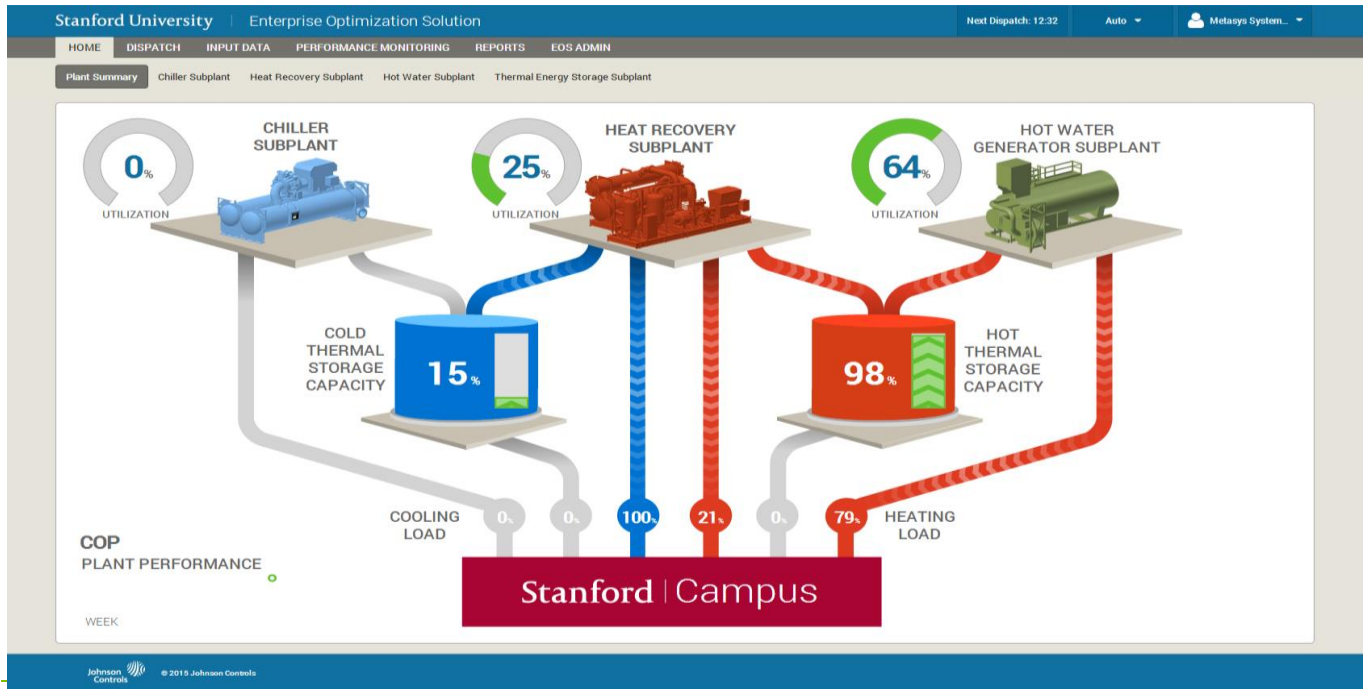 Stanford University | Enterprise Optimization Solution
Next Dispatch: 12:32
Auto
Metasys System...
HOME DISPATCH INPUT DATA PERFORMANCE MONITORING REPORTS EOS ADMIN
Plant Summary Chiller Subplant Heat Recovery Subplant Hot Water Subplant Thermal Energy Storage Subplant
0%
UTILIZATION
CHILLER
SUBPLANT
25%
UTILIZATION
HEAT RECOVERY
SUBPLANT
64%
UTILIZATION
HOT WATER
GENERATOR SUBPLANT
COLD
THERMAL
STORAGE
CAPACITY
15%
98%
HOT
THERMAL
STORAGE
CAPACITY
COOLING
LOAD
0%
0%
100%
21%
0%
79%
HEATING
LOAD
COP
PLANT PERFORMANCE
WEEK
Stanford | Campus
Johnson
Controls
© 2015 Johnson Controls